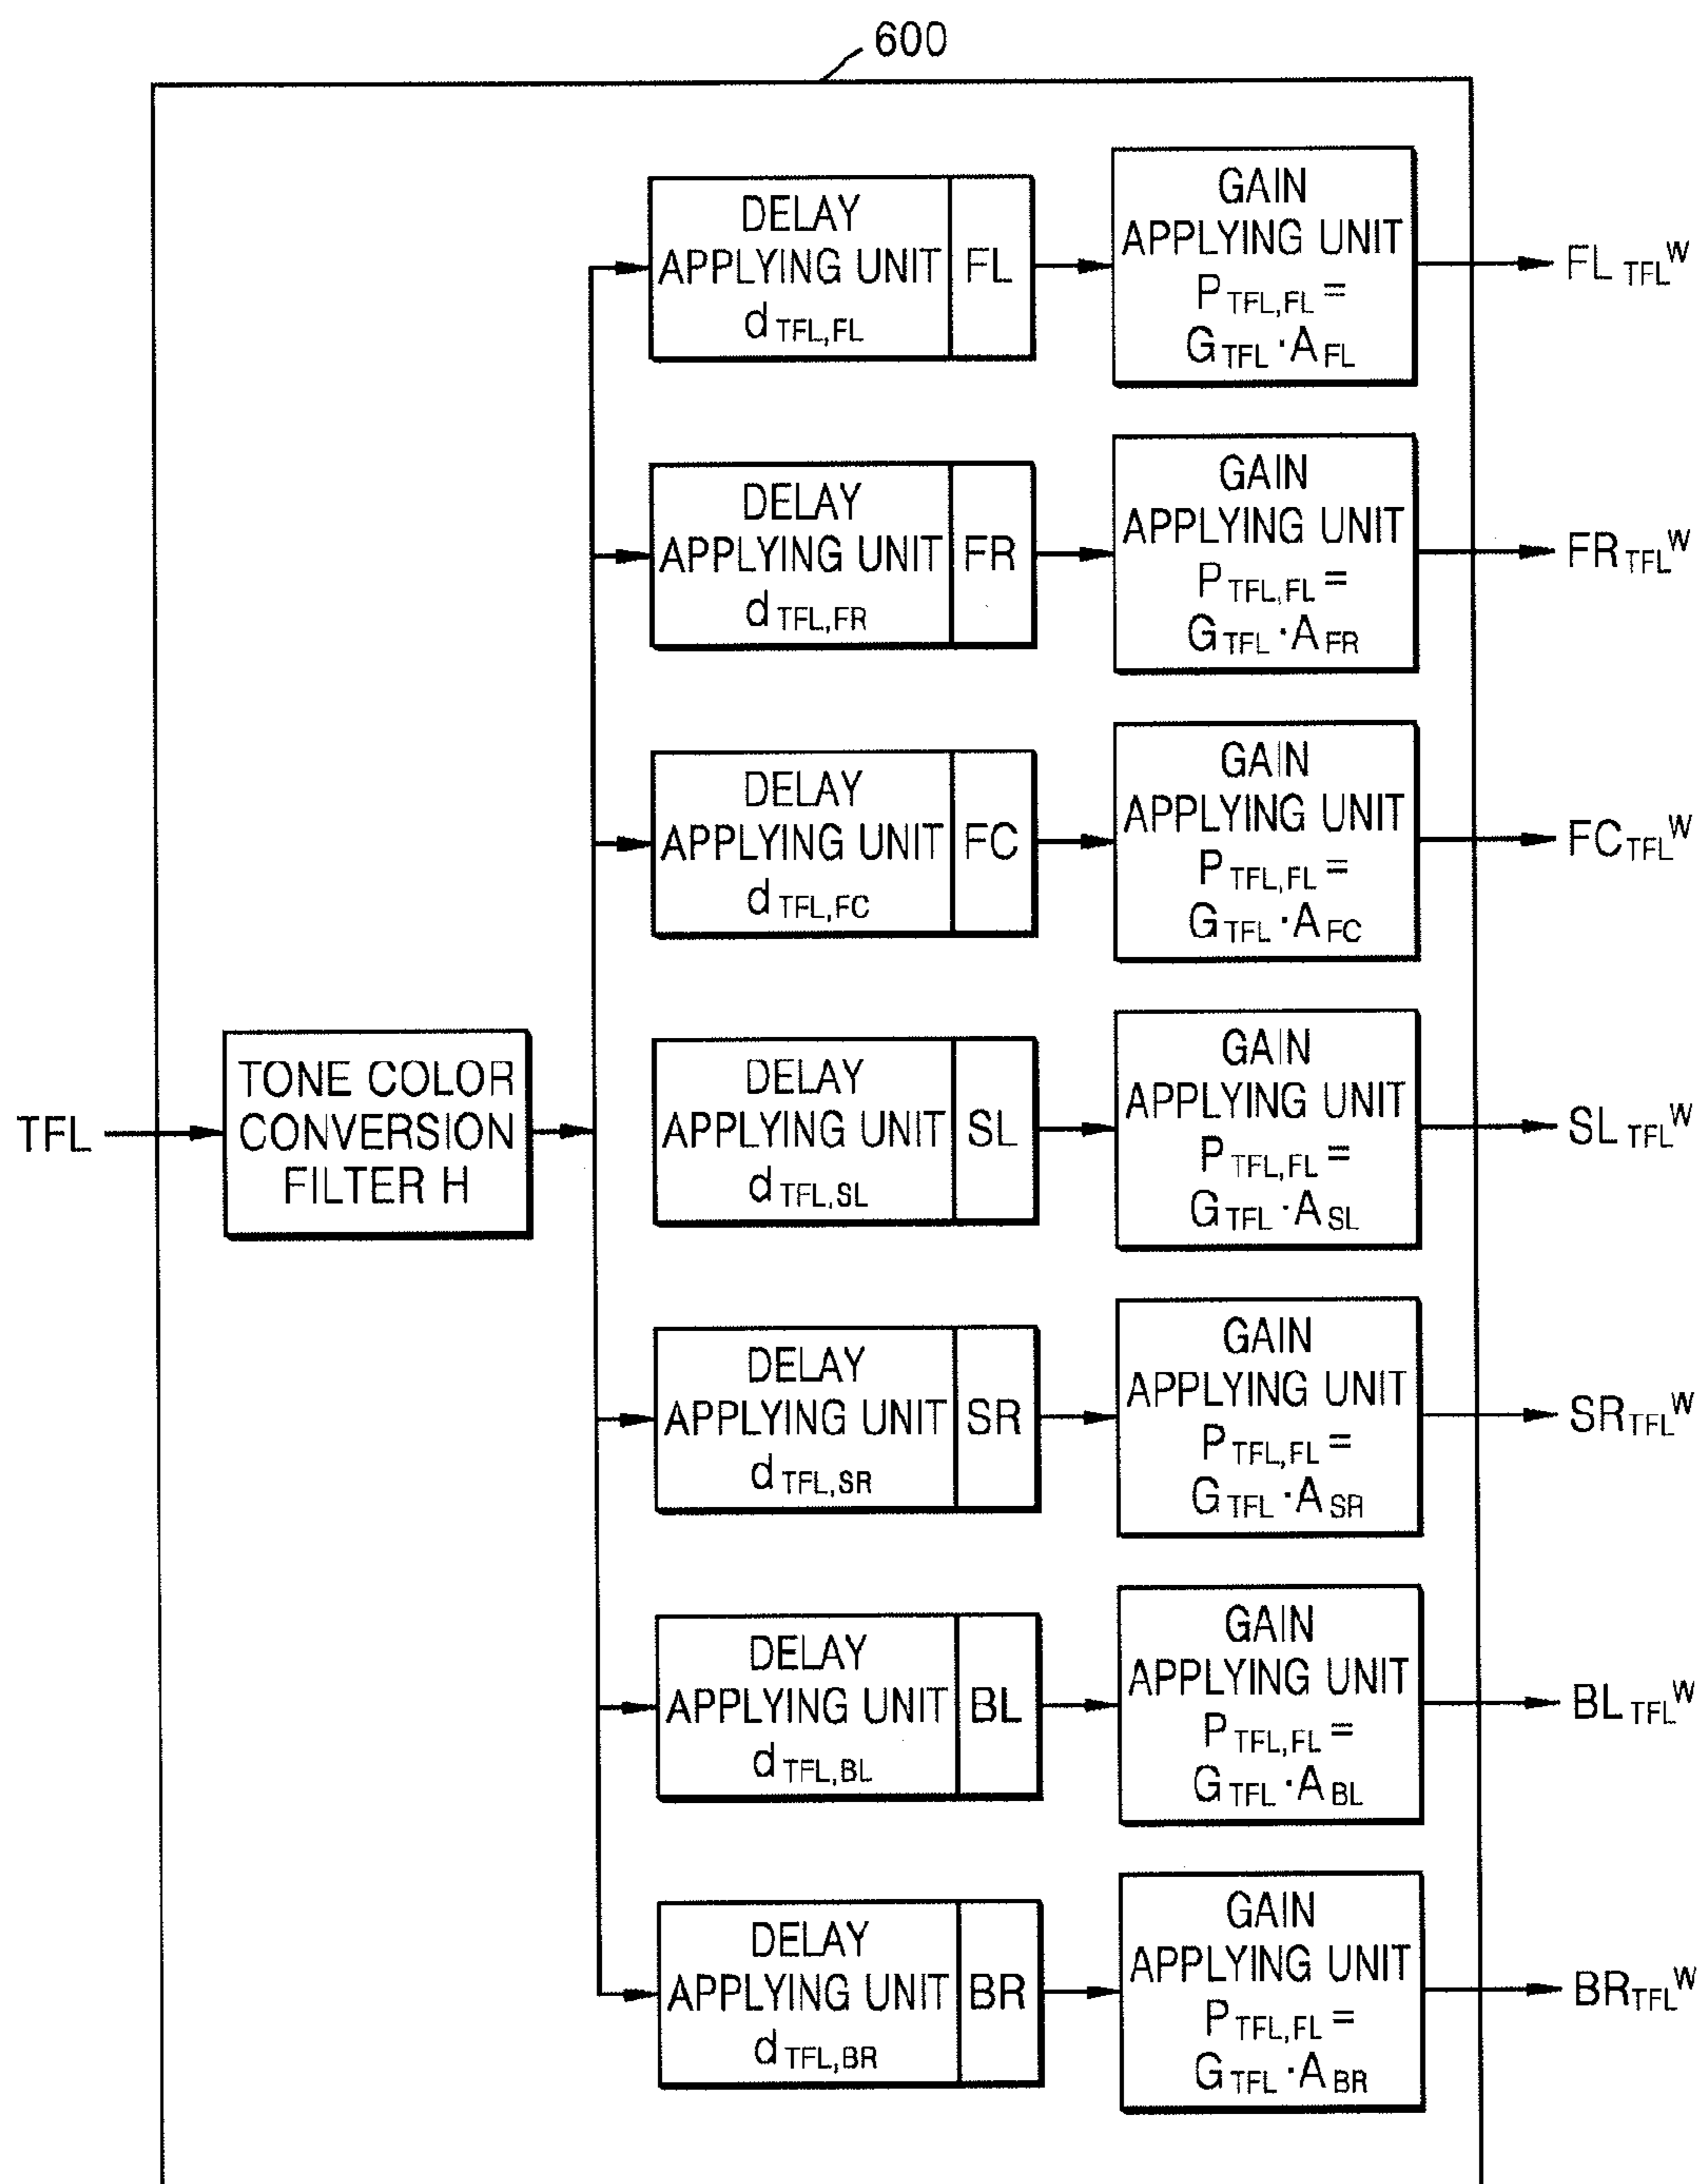 600
DELAY
APPLYING UNIT
d TFL,FL
FL
GAIN
APPLYING UNIT
P TFL,FL =
G TFL · A FL
FL TFL W
DELAY
APPLYING UNIT
d TFL,FR
FR
GAIN
APPLYING UNIT
P TFL,FL =
G TFL · A FR
FR TFL W
DELAY
APPLYING UNIT
d TFL,FC
FC
GAIN
APPLYING UNIT
P TFL,FL =
G TFL · A FC
FC TFL W
TFL
TONE COLOR
CONVERSION
FILTER H
DELAY
APPLYING UNIT
d TFL,SL
SL
GAIN
APPLYING UNIT
P TFL,FL =
G TFL · A SL
SL TFL W
DELAY
APPLYING UNIT
d TFL,SR
SR
GAIN
APPLYING UNIT
P TFL,FL =
G TFL · A SR
SR TFL W
DELAY
APPLYING UNIT
d TFL,BL
BL
GAIN
APPLYING UNIT
P TFL,FL =
G TFL · A BL
BL TFL W
DELAY
APPLYING UNIT
d TFL,BR
BR
GAIN
APPLYING UNIT
P TFL,FL =
G TFL · A BR
BR TFL W